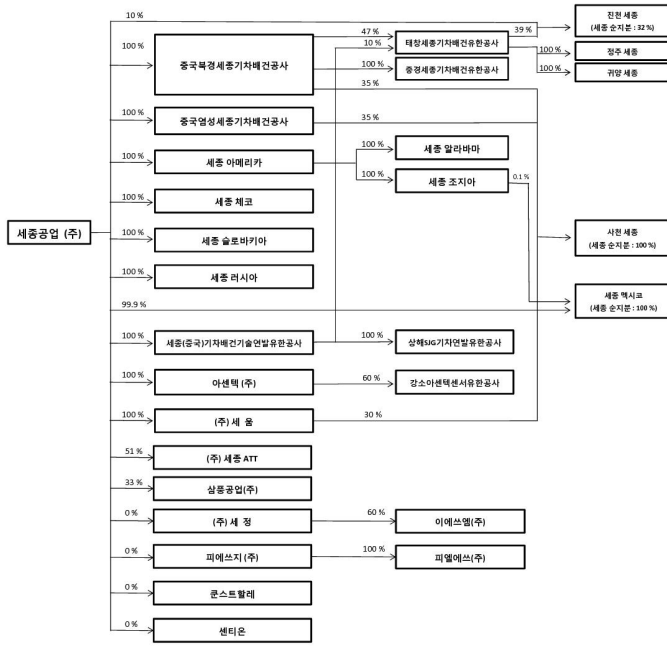 10 %
진천 세종
(세종 순지분 : 32 %)
47 %
39 %
100 %
중국북경세종기차배건공사
10 %
태창세종기차배건유한공사
100 %
정주 세종
100 %
중경세종기차배건유한공사
100 %
귀양 세종
35 %
100 %
중국염성세종기차배건공사
35 %
100 %
세종 아메리카
100 %
세종 알라바마
100 %
세종 조지아
0.1 %
100 %
세종 체코
세종공업 (주)
100 %
세종 슬로바키아
사천 세종
(세종 순지분 : 100 %)
100 %
세종 러시아
99.9 %
세종 멕시코
(세종 순지분 : 100 %)
100 %
세종(중국)기차배건기술연발유한공사
100 %
상해SJG기차연발유한공사
100 %
아센텍 (주)
60 %
강소아센텍센서유한공사
100 %
(주) 세 움
30 %
51 %
(주) 세종 ATT
33 %
삼풍공업(주)
0 %
(주) 세 정
60 %
이에쓰엠(주)
0 %
피에쓰지 (주)
100 %
피엘에쓰(주)
0 %
쿤스트할레
0 %
센티온